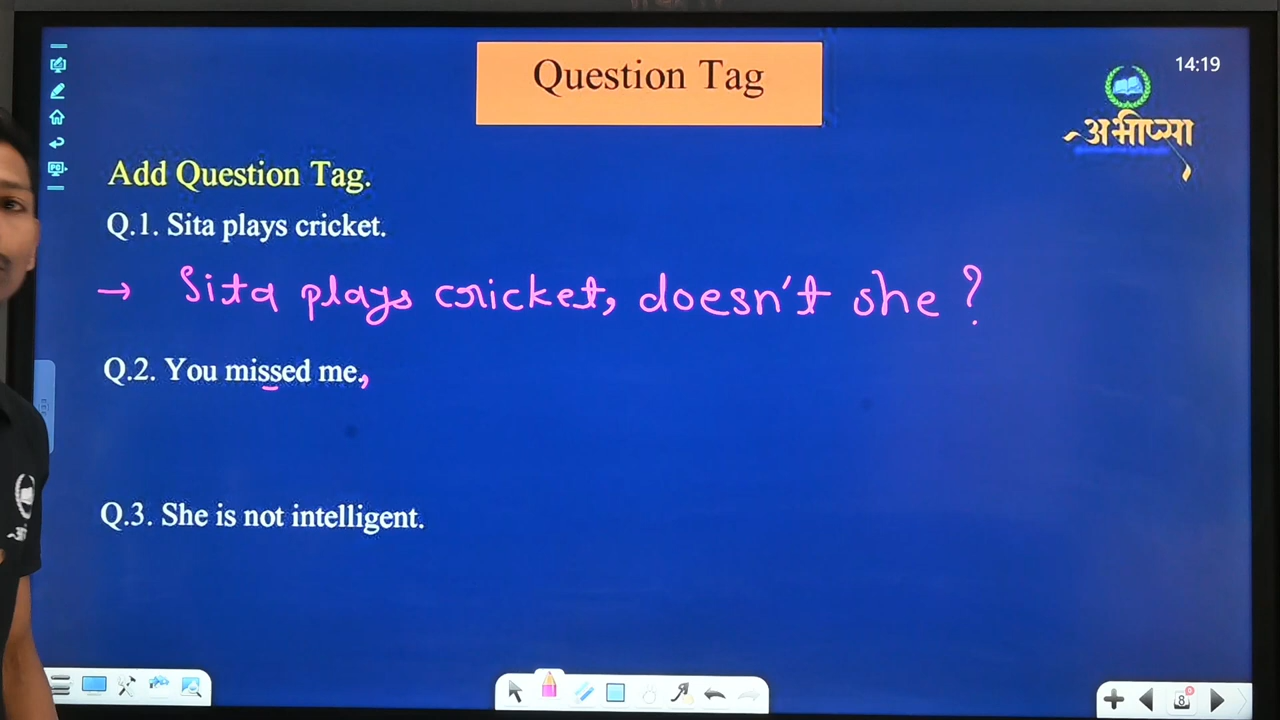 Question Tag
14:19
अभीप्सा
Add Question Tag.
Q.1. Sita plays cricket.
→ Sita plays cricket, doesn't she ?
Q.2. You missed me,
Q.3. She is not intelligent.
8